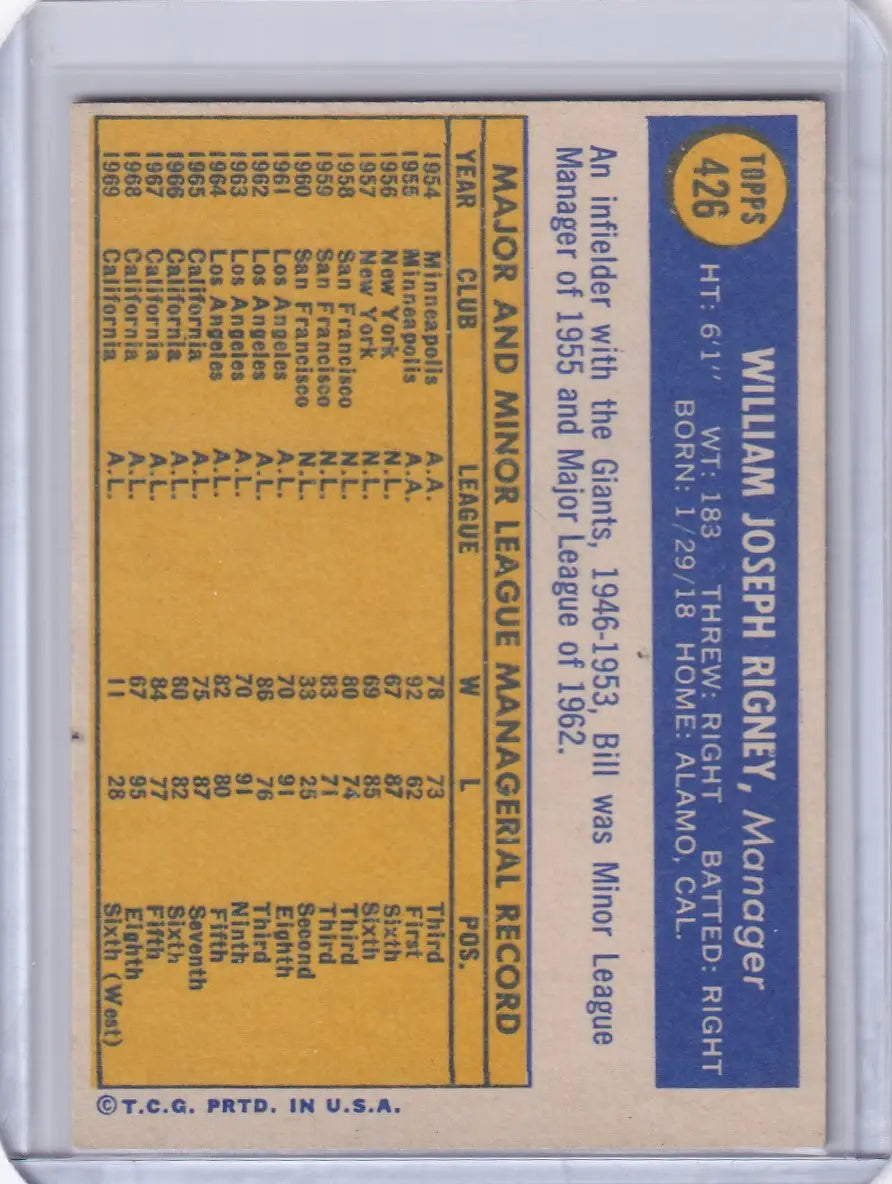 TOPPS
426
WILLIAM JOSEPH RIGNEY, Manager
HT: 6'1" WT: 183 THREW: RIGHT BATTED: RIGHT
BORN: 1/29/18 HOME: ALAMO, CAL.
An infielder with the Giants, 1946-1953, Bill was Minor League
Manager of 1955 and Major League of 1962.
MAJOR AND MINOR LEAGUE MANAGERIAL RECORD
YEAR CLUB LEAGUE W L POS.
1954 Minneapolis A.A. 78 73 Third
1955 Minneapolis A.A. 92 62 First
1956 New York N.L. 67 87 Sixth
1957 New York N.L. 69 85 Sixth
1958 San Francisco N.L. 80 74 Third
1959 San Francisco N.L. 83 71 Third
1960 San Francisco N.L. 33 25 Second
1961 Los Angeles A.L. 70 91 Eighth
1962 Los Angeles A.L. 86 76 Third
1963 Los Angeles A.L. 70 91 Ninth
1964 Los Angeles A.L. 82 80 Fifth
1965 California A.L. 75 87 Seventh
1966 California A.L. 80 82 Sixth
1967 California A.L. 84 77 Fifth
1968 California A.L. 67 95 Eighth
1969 California A.L. 11 28 Sixth (West)
©T.C.G. PRTD. IN U.S.A.